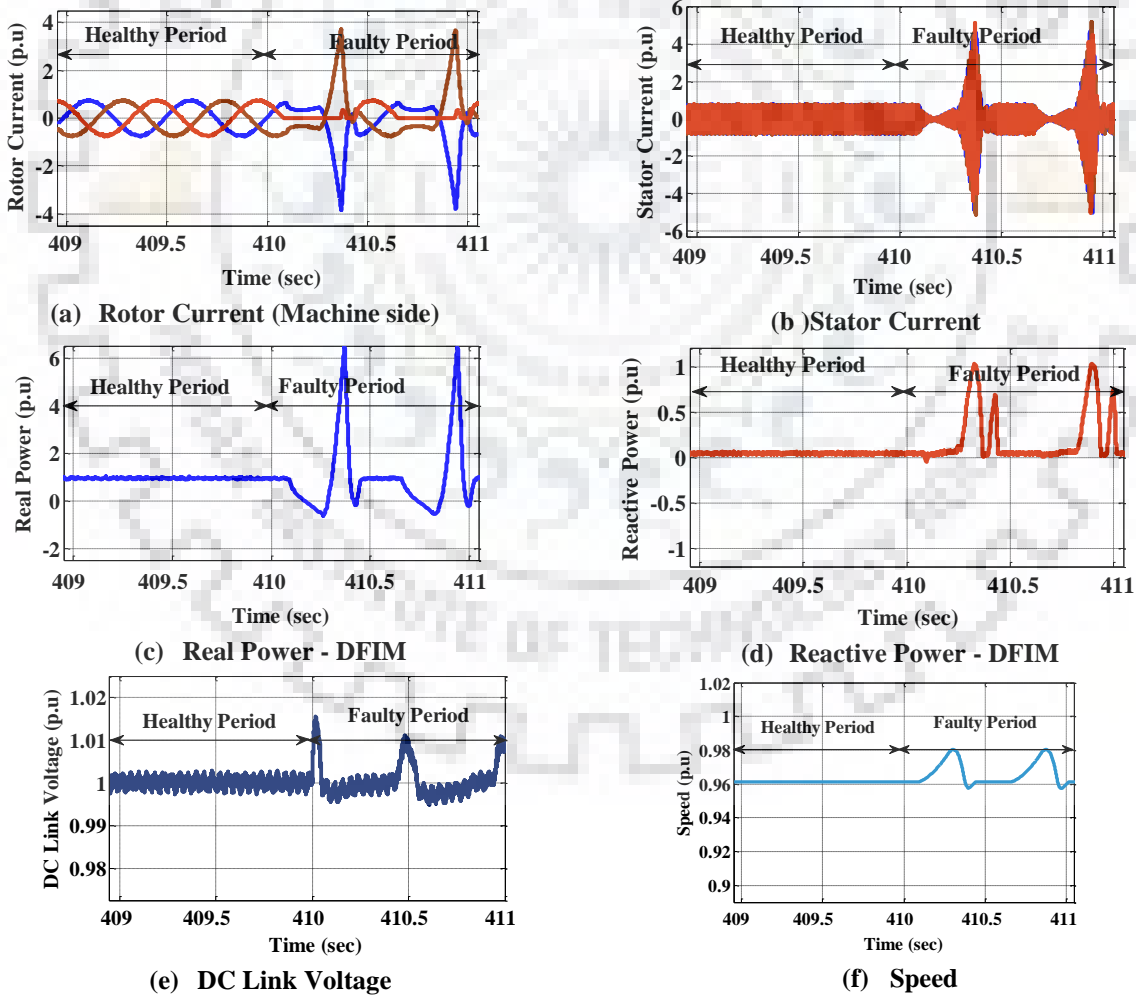 Rotor Current (p.u)
4
2
0
-2
-4
Healthy Period
Faulty Period
409
409.5
410
410.5
411
Time (sec)
(a) Rotor Current (Machine side)
Stator Current (p.u)
6
4
2
0
-2
-4
-6
Healthy Period
Faulty Period
409
409.5
410
410.5
411
Time (sec)
(b )Stator Current
Real Power (p.u)
6
4
2
0
-2
Healthy Period
Faulty Period
409
409.5
410
410.5
411
Time (sec)
(c) Real Power - DFIM
Reactive Power (p.u)
1
0.5
0
-0.5
-1
Healthy Period
Faulty Period
409
409.5
410
410.5
411
Time (sec)
(d) Reactive Power - DFIM
DC Link Voltage (p.u)
1.02
1.01
1
0.99
0.98
Healthy Period
Faulty Period
409
409.5
410
410.5
411
Time (sec)
(e) DC Link Voltage
Speed (p.u)
1.02
1
0.98
0.96
0.94
0.92
0.9
Healthy Period
Faulty Period
409
409.5
410
410.5
411
Time (sec)
(f) Speed